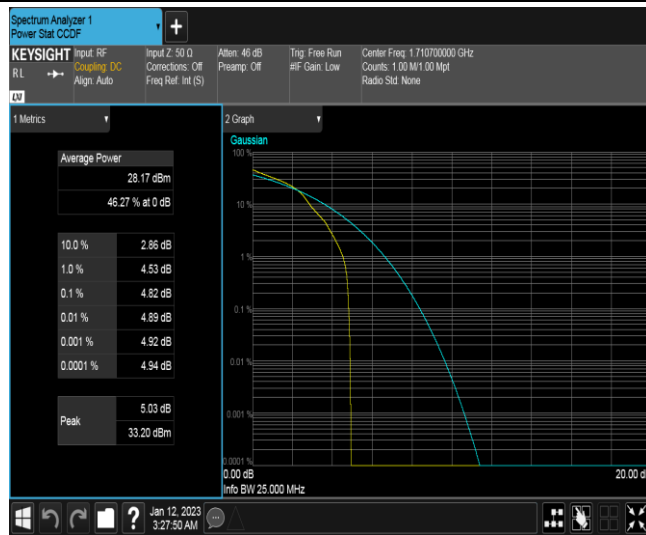 Spectrum Analyzer 1
Power Stat CCDF
+
KEYSIGHT
RL
LXI
Input: RF
Coupling: DC
Align: Auto
Input Z: 50 Ω
Corrections: Off
Freq Ref: Int (S)
Atten: 46 dB
Preamp: Off
Trig: Free Run
#IF Gain: Low
Center Freq: 1.710700000 GHz
Counts: 1.00 M/1.00 Mpt
Radio Std: None
1 Metrics
Average Power
28.17 dBm
46.27 % at 0 dB
10.0 % 2.86 dB
1.0 % 4.53 dB
0.1 % 4.82 dB
0.01 % 4.89 dB
0.001 % 4.92 dB
0.0001 % 4.94 dB
Peak
5.03 dB
33.20 dBm
2 Graph
Gaussian
100 %
10 %
1 %
0.1 %
0.01 %
0.001 %
0.0001 %
0.00 dB
20.00 d
Info BW 25.000 MHz
?
Jan 12, 2023
3:27:50 AM